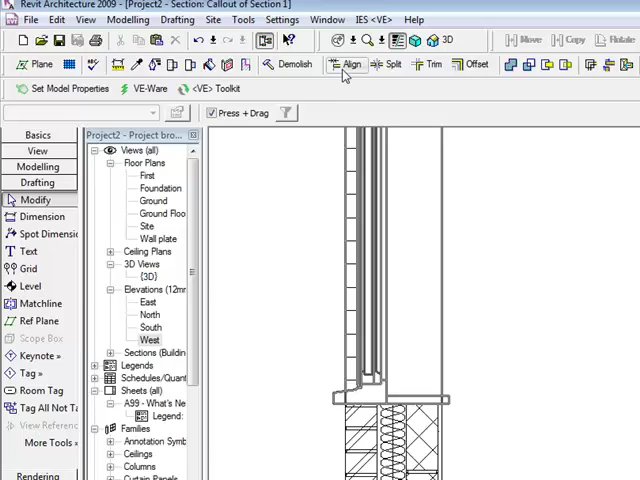 Revit Architecture 2009 - [Project2 - Section: Callout of Section 1]
File Edit View Modelling Drafting Site Tools Settings Window IES <VE> Help
3D Move Copy Rotate
Plane Demolish Align Split Trim Offset
Set Model Properties VE-Ware <VE> Toolkit
Press + Drag
Basics
View
Modelling
Drafting
Modify
Dimension
Spot Dimensio
Text
Grid
Level
Matchline
Ref Plane
Scope Box
Keynote »
Tag »
Room Tag
Tag All Not Ta
View Referenc
More Tools »
Rendering
Project2 - Project bro...
Views (all)
Floor Plans
First
Foundation
Ground
Ground Floo
Site
Wall plate
Ceiling Plans
3D Views
{3D}
Elevations (12mm
East
North
South
West
Sections (Buildin
Legends
Schedules/Quant
Sheets (all)
A99 - What's Ne
Legend:
Families
Annotation Symb
Ceilings
Columns
Curtain Panels